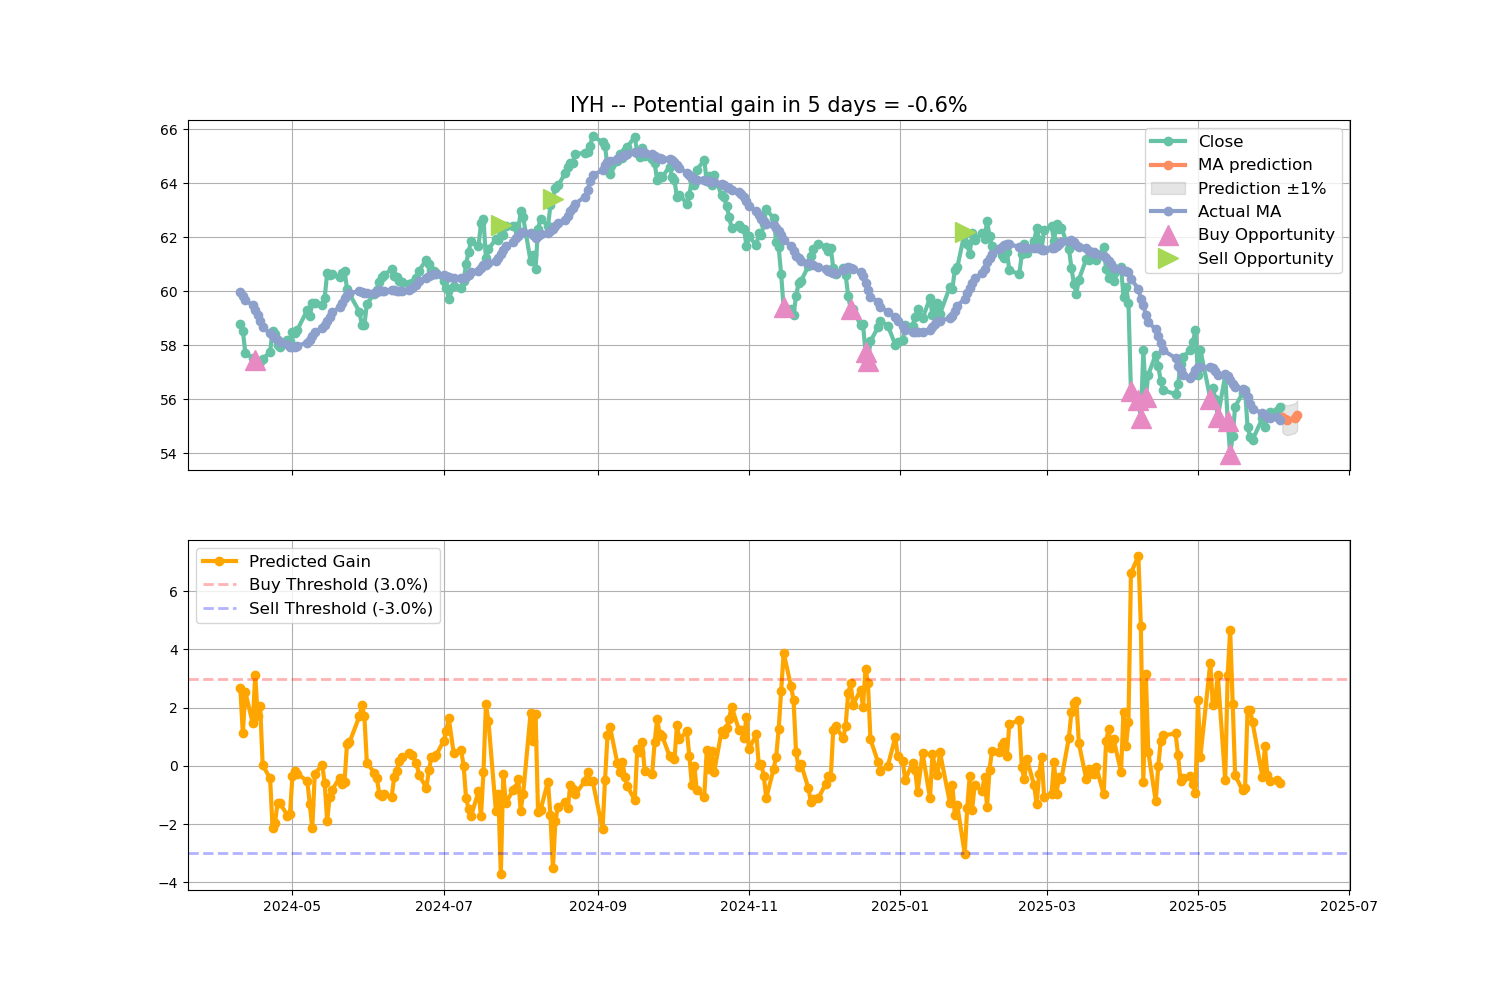 IYH -- Potential gain in 5 days = -0.6%
66
64
62
60
58
56
54
Close
MA prediction
Prediction ±1%
Actual MA
Buy Opportunity
Sell Opportunity
Predicted Gain
Buy Threshold (3.0%)
Sell Threshold (-3.0%)
6
4
2
0
−2
−4
2024-05
2024-07
2024-09
2024-11
2025-01
2025-03
2025-05
2025-07